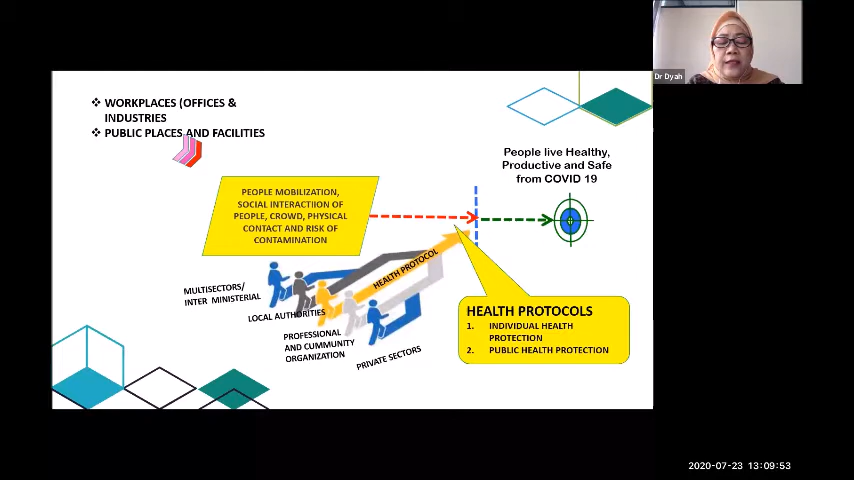 Dr Dyah
❖ WORKPLACES (OFFICES &
INDUSTRIES
❖ PUBLIC PLACES AND FACILITIES
People live Healthy,
Productive and Safe
from COVID 19
PEOPLE MOBILIZATION,
SOCIAL INTERACTIION OF
PEOPLE, CROWD, PHYSICAL
CONTACT AND RISK OF
CONTAMINATION
HEALTH PROTOCOL
MULTISECTORS/
INTER MINISTERIAL
LOCAL AUTHORITIES
PROFESSIONAL
AND CUMMUNITY
ORGANIZATION
PRIVATE SECTORS
HEALTH PROTOCOLS
1. INDIVIDUAL HEALTH
PROTECTION
2. PUBLIC HEALTH PROTECTION
2020-07-23 13:09:53